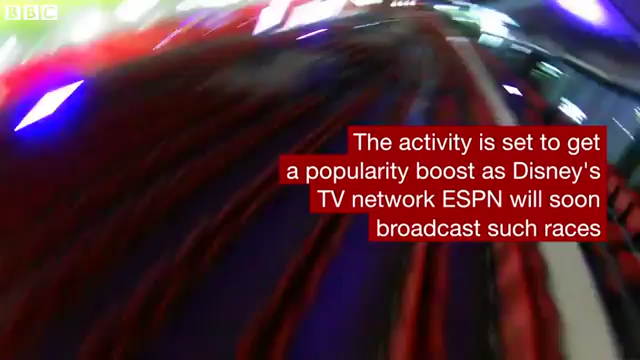 BBC
The activity is set to get
a popularity boost as Disney's
TV network ESPN will soon
broadcast such races